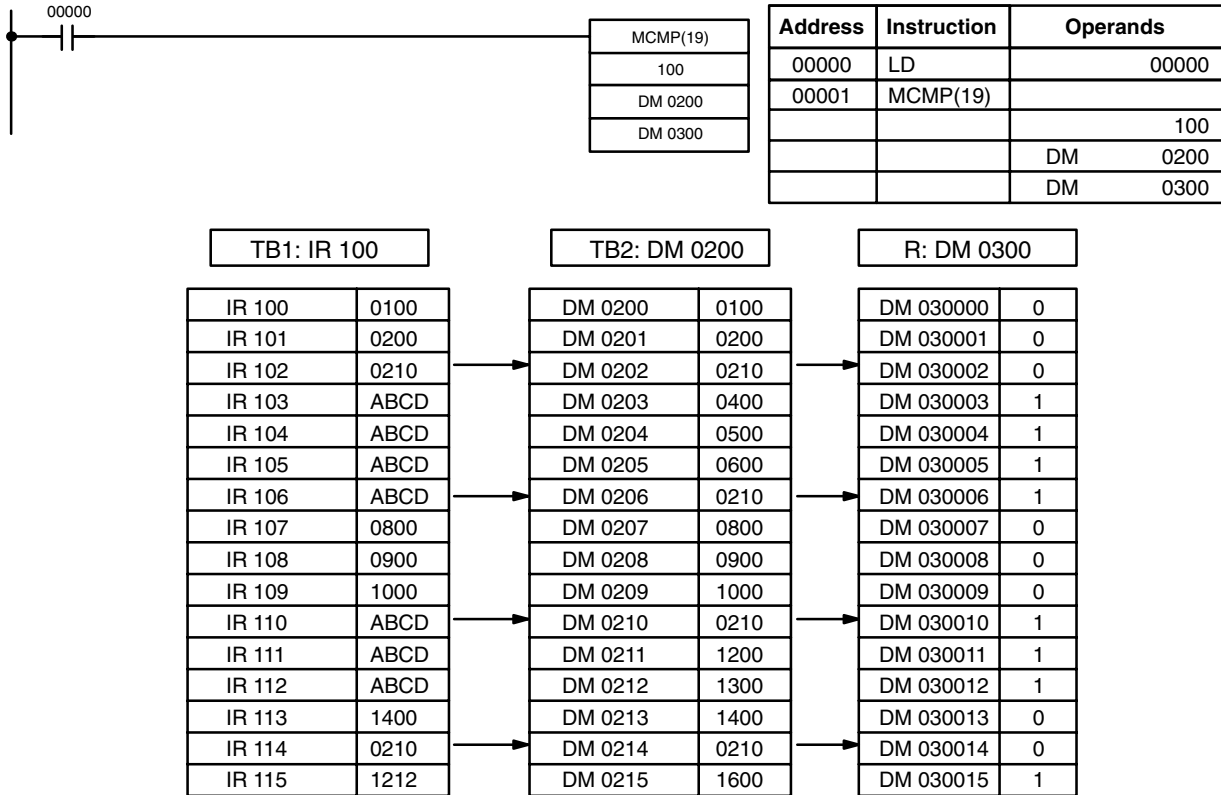 00000
MCMP(19)
100
DM 0200
DM 0300
Address Instruction Operands
00000 LD 00000
00001 MCMP(19)
100
DM 0200
DM 0300
TB1: IR 100 TB2: DM 0200 R: DM 0300
IR 100 0100 DM 0200 0100 DM 030000 0
IR 101 0200 DM 0201 0200 DM 030001 0
IR 102 0210 DM 0202 0210 DM 030002 0
IR 103 ABCD DM 0203 0400 DM 030003 1
IR 104 ABCD DM 0204 0500 DM 030004 1
IR 105 ABCD DM 0205 0600 DM 030005 1
IR 106 ABCD DM 0206 0210 DM 030006 1
IR 107 0800 DM 0207 0800 DM 030007 0
IR 108 0900 DM 0208 0900 DM 030008 0
IR 109 1000 DM 0209 1000 DM 030009 0
IR 110 ABCD DM 0210 0210 DM 030010 1
IR 111 ABCD DM 0211 1200 DM 030011 1
IR 112 ABCD DM 0212 1300 DM 030012 1
IR 113 1400 DM 0213 1400 DM 030013 0
IR 114 0210 DM 0214 0210 DM 030014 0
IR 115 1212 DM 0215 1600 DM 030015 1